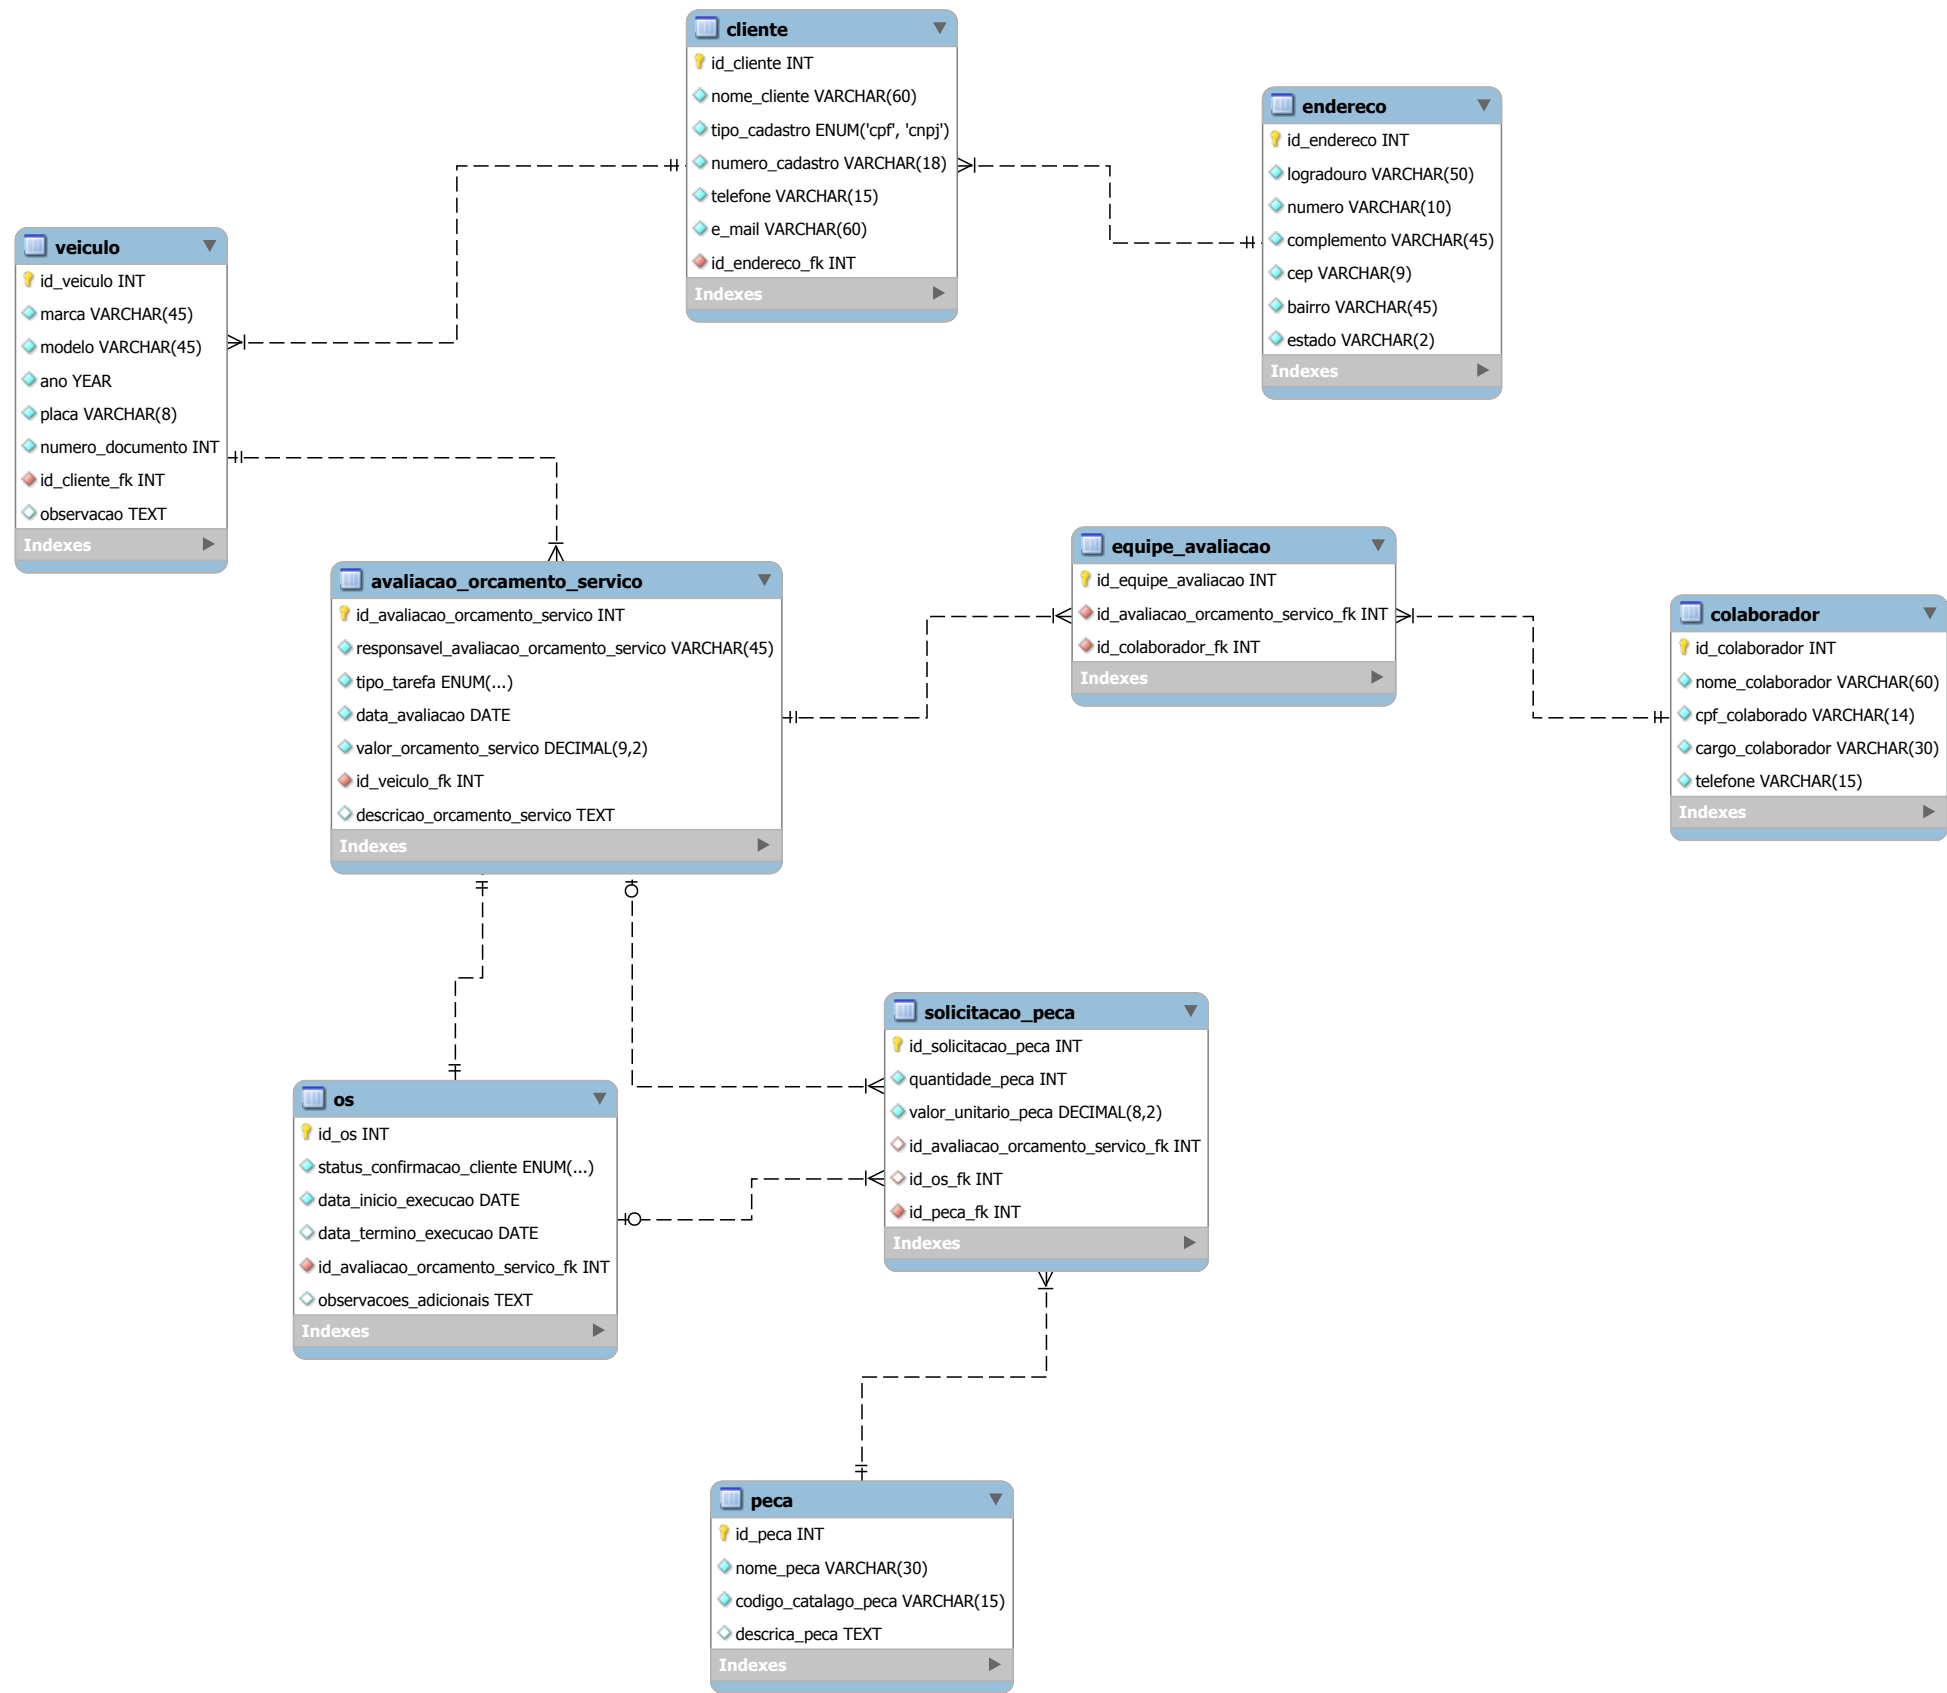 cliente
id_cliente INT
nome_cliente VARCHAR(60)
tipo_cadastro ENUM('cpf', 'cnpj')
numero_cadastro VARCHAR(18)
telefone VARCHAR(15)
e_mail VARCHAR(60)
id_endereco_fk INT
Indexes
endereco
id_endereco INT
logradouro VARCHAR(50)
numero VARCHAR(10)
complemento VARCHAR(45)
cep VARCHAR(9)
bairro VARCHAR(45)
estado VARCHAR(2)
Indexes
veiculo
id_veiculo INT
marca VARCHAR(45)
modelo VARCHAR(45)
ano YEAR
placa VARCHAR(8)
numero_documento INT
id_cliente_fk INT
observacao TEXT
Indexes
avaliacao_orcamento_servico
id_avaliacao_orcamento_servico INT
responsavel_avaliacao_orcamento_servico VARCHAR(45)
tipo_tarefa ENUM(...)
data_avaliacao DATE
valor_orcamento_servico DECIMAL(9,2)
id_veiculo_fk INT
descricao_orcamento_servico TEXT
Indexes
equipe_avaliacao
id_equipe_avaliacao INT
id_avaliacao_orcamento_servico_fk INT
id_colaborador_fk INT
Indexes
colaborador
id_colaborador INT
nome_colaborador VARCHAR(60)
cpf_colaborado VARCHAR(14)
cargo_colaborador VARCHAR(30)
telefone VARCHAR(15)
Indexes
solicitacao_peca
id_solicitacao_peca INT
quantidade_peca INT
valor_unitario_peca DECIMAL(8,2)
id_avaliacao_orcamento_servico_fk INT
id_os_fk INT
id_peca_fk INT
Indexes
os
id_os INT
status_confirmacao_cliente ENUM(...)
data_inicio_execucao DATE
data_termino_execucao DATE
id_avaliacao_orcamento_servico_fk INT
observacoes_adicionais TEXT
Indexes
peca
id_peca INT
nome_peca VARCHAR(30)
codigo_catalago_peca VARCHAR(15)
descrica_peca TEXT
Indexes